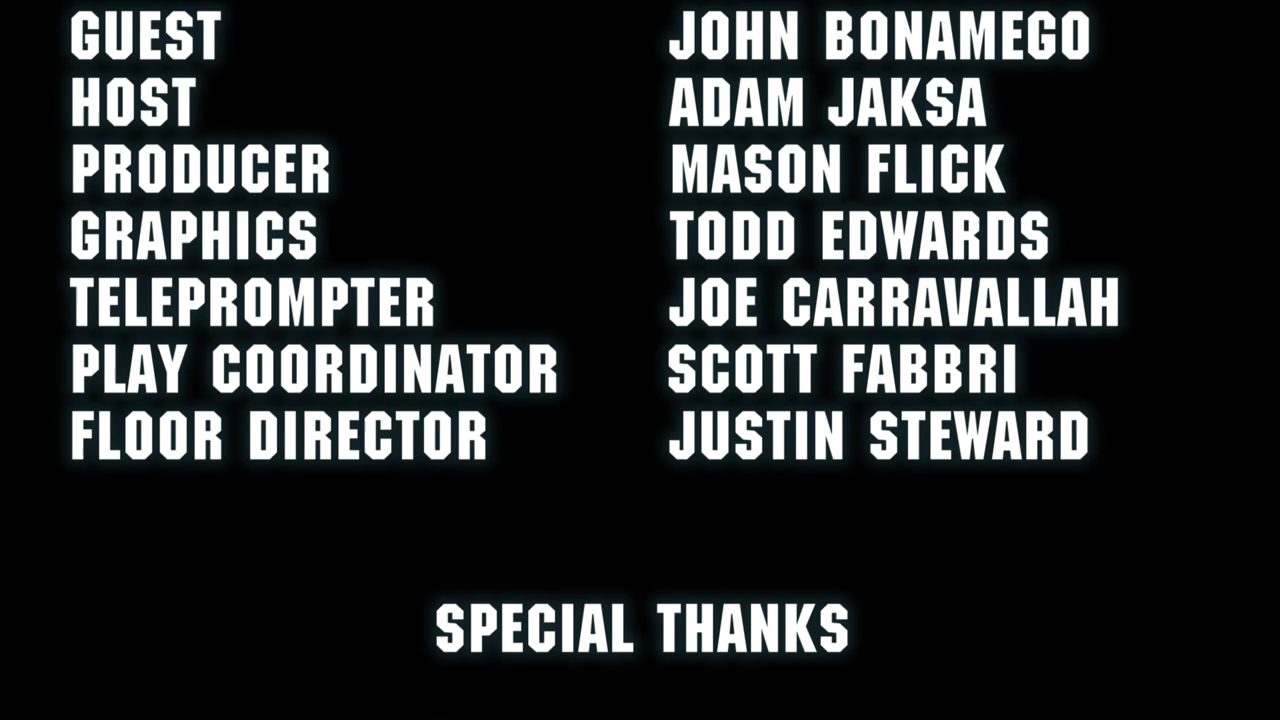 GUEST JOHN BONAMEGO
HOST ADAM JAKSA
PRODUCER MASON FLICK
GRAPHICS TODD EDWARDS
TELEPROMPTER JOE CARRAVALLAH
PLAY COORDINATOR SCOTT FABBRI
FLOOR DIRECTOR JUSTIN STEWARD
SPECIAL THANKS